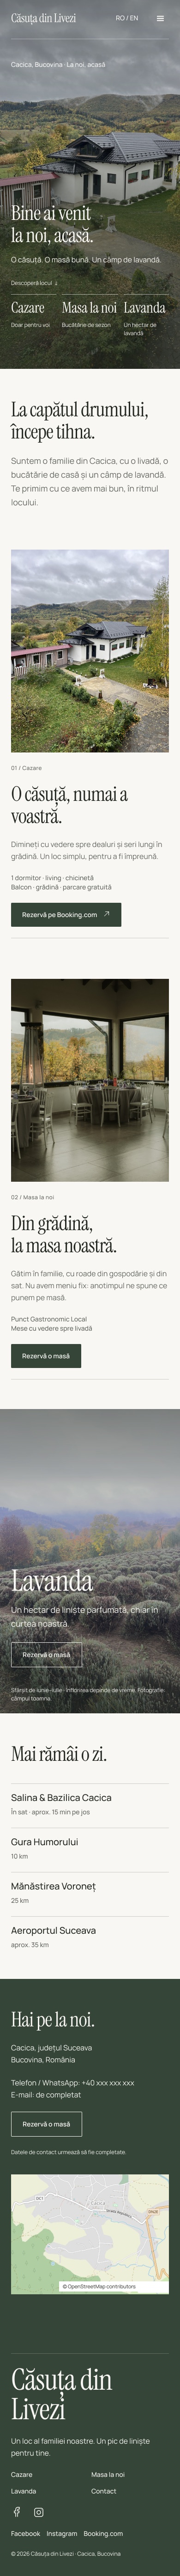 Căsuța din Livezi
RO / EN
Cacica, Bucovina · La noi, acasă
Bine ai venit
la noi, acasă.
O căsuță. O masă bună. Un câmp de lavandă.
Descoperă locul ↓
Cazare
Doar pentru voi
Masa la noi
Bucătărie de sezon
Lavanda
Un hectar de
lavandă
La capătul drumului,
începe tihna.
Suntem o familie din Cacica, cu o livadă, o
bucătărie de casă și un câmp de lavandă.
Te primim cu ce avem mai bun, în ritmul
locului.
01 / Cazare
O căsuță, numai a
voastră.
Dimineți cu vedere spre dealuri și seri lungi în
grădină. Un loc simplu, pentru a fi împreună.
1 dormitor · living · chicinetă
Balcon · grădină · parcare gratuită
Rezervă pe Booking.com
02 / Masa la noi
Din grădină,
la masa noastră.
Gătim în familie, cu roade din gospodărie și din
sat. Nu avem meniu fix: anotimpul ne spune ce
punem pe masă.
Punct Gastronomic Local
Mese cu vedere spre livadă
Rezervă o masă
Lavanda
Un hectar de liniște parfumată, chiar în
curtea noastră.
Rezervă o masă
Sfârșit de iunie–iulie · înflorirea depinde de vreme. Fotografie:
câmpul toamna.
Mai rămâi o zi.
Salina & Bazilica Cacica
În sat · aprox. 15 min pe jos
Gura Humorului
10 km
Mănăstirea Voroneț
25 km
Aeroportul Suceava
aprox. 35 km
Hai pe la noi.
Cacica, județul Suceava
Bucovina, România
Telefon / WhatsApp: +40 xxx xxx xxx
E-mail: de completat
Rezervă o masă
Datele de contact urmează să fie completate.
Cacica
© OpenStreetMap contributors
Căsuța din
Livezi
Un loc al familiei noastre. Un pic de liniște
pentru tine.
Cazare
Masa la noi
Lavanda
Contact
Facebook
Instagram
Booking.com
© 2026 Căsuța din Livezi · Cacica, Bucovina